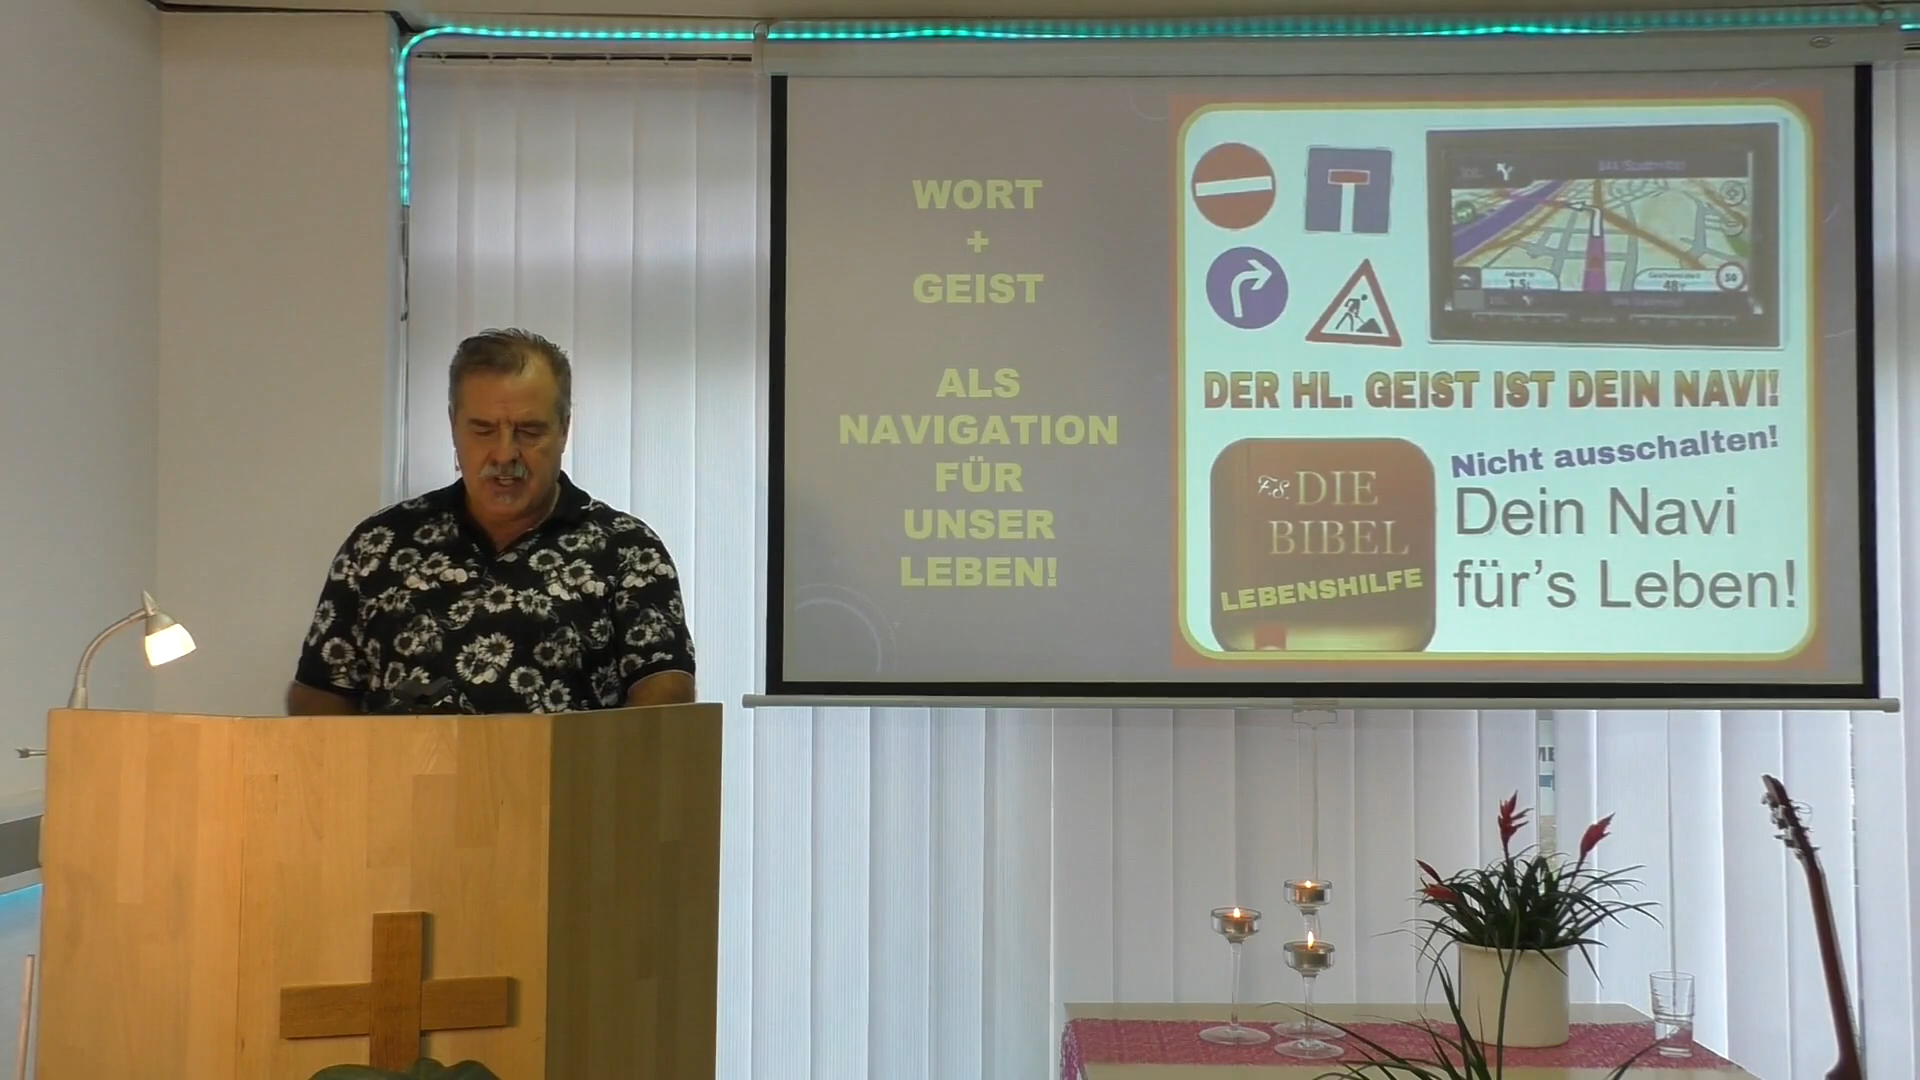 WORT
+
GEIST
ALS
NAVIGATION
FÜR
UNSER
LEBEN!
50
DER HL. GEIST IST DEIN NAVI!
Nicht ausschalten!
Dein Navi
für's Leben!
F.S. DIE
BIBEL
LEBENSHILFE